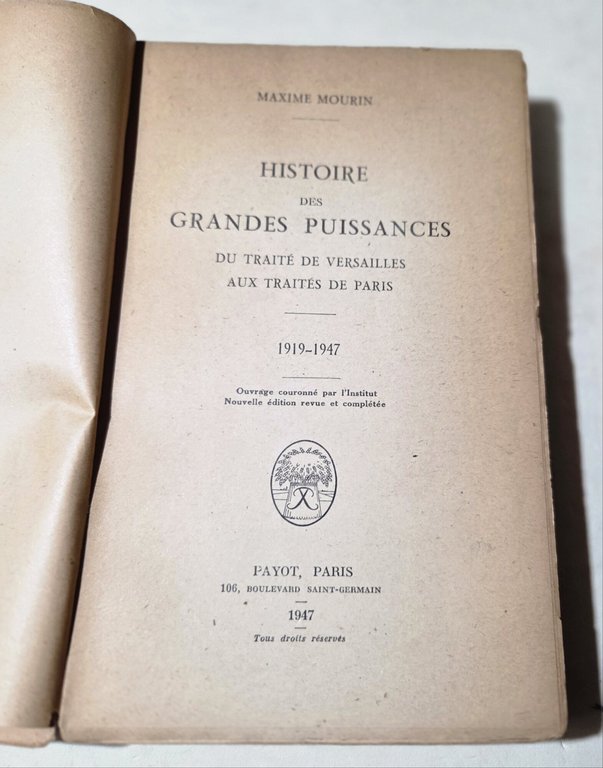 MAXIME MOURIN
HISTOIRE
DES
GRANDES PUISSANCES
DU TRAITÉ DE VERSAILLES
AUX TRAITÉS DE PARIS
1919-1947
Ouvrage couronné par l'Institut
Nouvelle édition revue et complétée
PAYOT, PARIS
106, BOULEVARD SAINT-GERMAIN
1947
Tous droits réservés